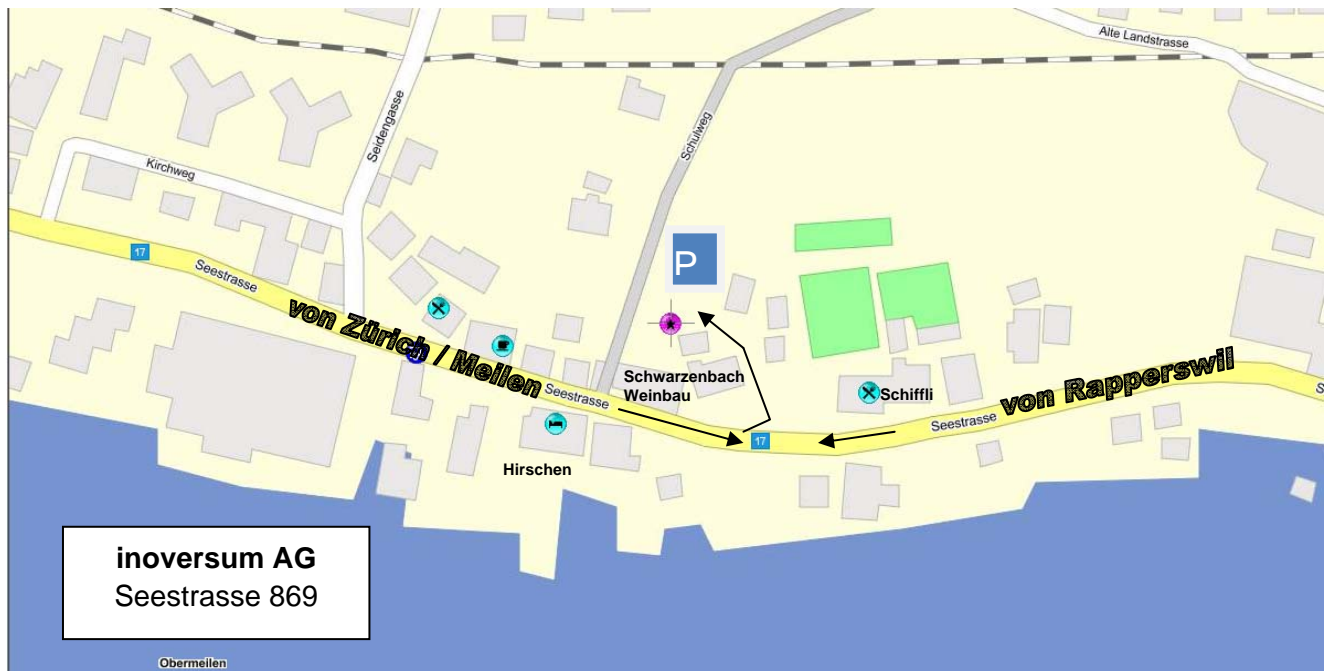 Alte Landstrasse
Seidengasse
Schulweg
Kirchweg
17
Seestrasse
P
von Zürich / Meilen
Seestrasse
Schwarzenbach
Weinbau
Schiffli
von Rapperswil
Seestrasse
17
Hirschen
S
inoversum AG
Seestrasse 869
Obermeilen